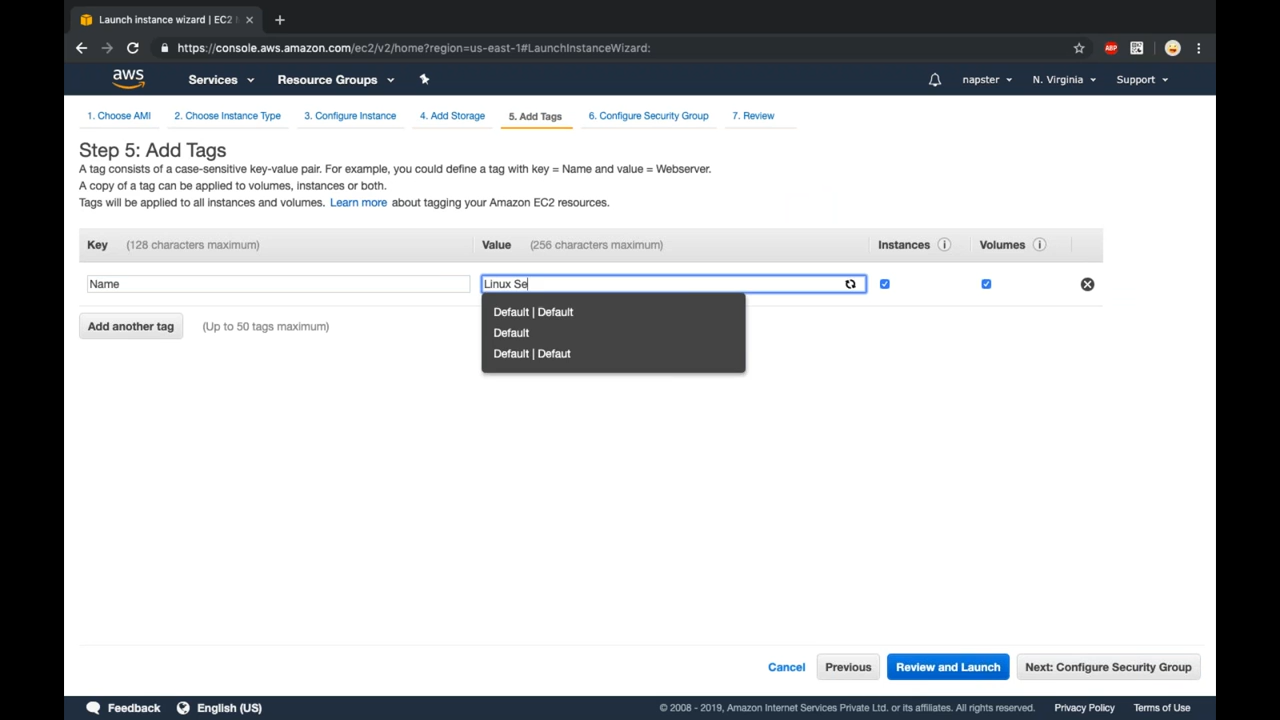 Launch instance wizard | EC2
https://console.aws.amazon.com/ec2/v2/home?region=us-east-1#LaunchInstanceWizard:
ABP
aws
Services
Resource Groups
napster
N. Virginia
Support
1. Choose AMI
2. Choose Instance Type
3. Configure Instance
4. Add Storage
5. Add Tags
6. Configure Security Group
7. Review
Step 5: Add Tags
A tag consists of a case-sensitive key-value pair. For example, you could define a tag with key = Name and value = Webserver.
A copy of a tag can be applied to volumes, instances or both.
Tags will be applied to all instances and volumes. Learn more about tagging your Amazon EC2 resources.
Key (128 characters maximum)
Value (256 characters maximum)
Instances i
Volumes i
Name
Linux Se
Default | Default
Default
Default | Defaut
Add another tag
(Up to 50 tags maximum)
Cancel
Previous
Review and Launch
Next: Configure Security Group
Feedback
English (US)
© 2008 - 2019, Amazon Internet Services Private Ltd. or its affiliates. All rights reserved.
Privacy Policy
Terms of Use